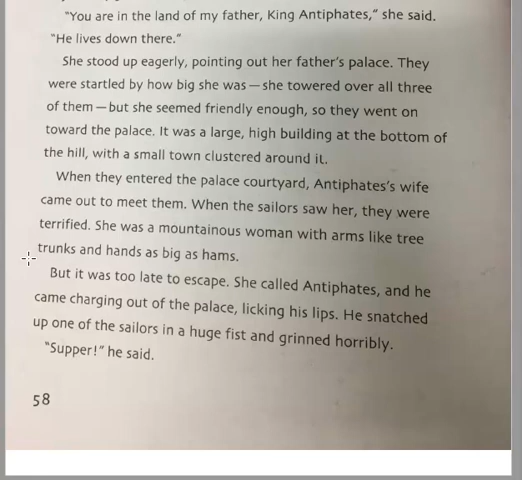 "You are in the land of my father, King Antiphates," she said.
"He lives down there."
She stood up eagerly, pointing out her father's palace. They
were startled by how big she was—she towered over all three
of them—but she seemed friendly enough, so they went on
toward the palace. It was a large, high building at the bottom of
the hill, with a small town clustered around it.
When they entered the palace courtyard, Antiphates's wife
came out to meet them. When the sailors saw her, they were
terrified. She was a mountainous woman with arms like tree
trunks and hands as big as hams.
But it was too late to escape. She called Antiphates, and he
came charging out of the palace, licking his lips. He snatched
up one of the sailors in a huge fist and grinned horribly.
"Supper!" he said.
58